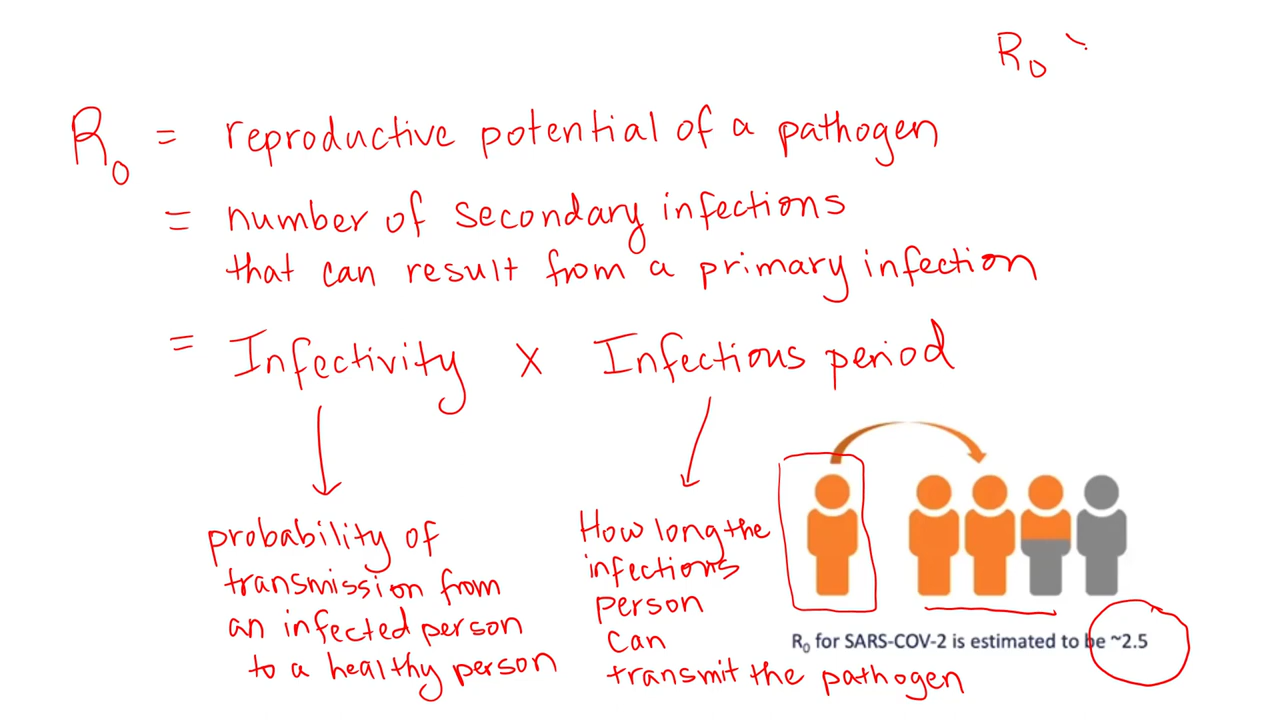 R₀ >
R₀ = reproductive potential of a pathogen
= number of secondary infections
that can result from a primary infection
= Infectivity x Infectious period
probability of
transmission from
an infected person
to a healthy person
How long the
infections
person
can
transmit the pathogen
R₀ for SARS-COV-2 is estimated to be ~2.5